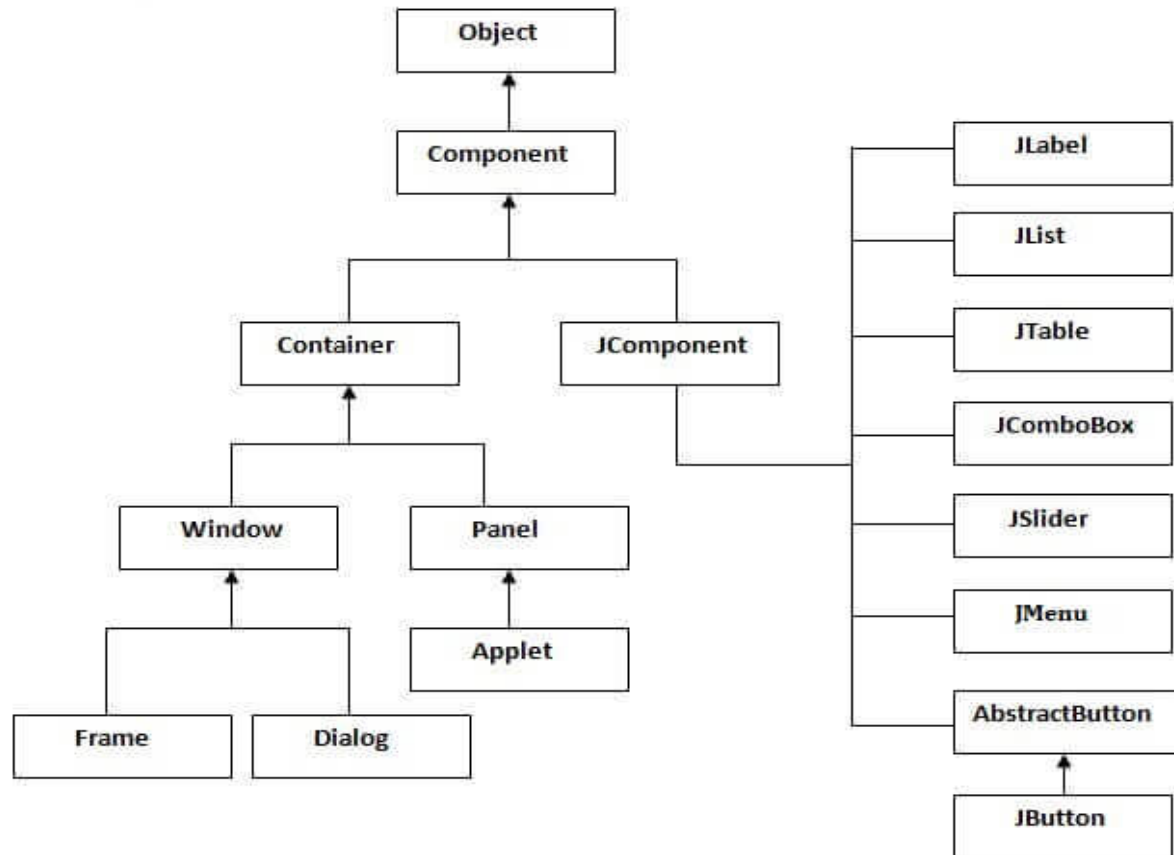 Object
Component
Container
JComponent
Window
Panel
Applet
Frame
Dialog
JLabel
JList
JTable
JComboBox
JSlider
JMenu
AbstractButton
JButton